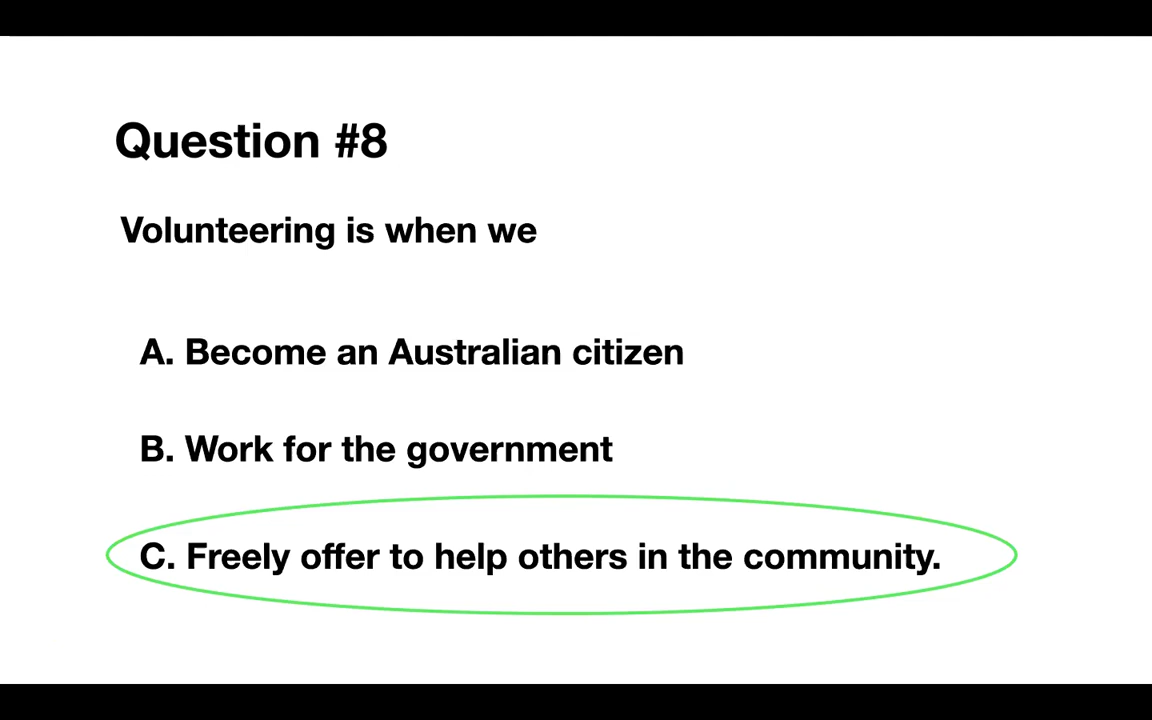 Question #8
Volunteering is when we
A. Become an Australian citizen
B. Work for the government
C. Freely offer to help others in the community.